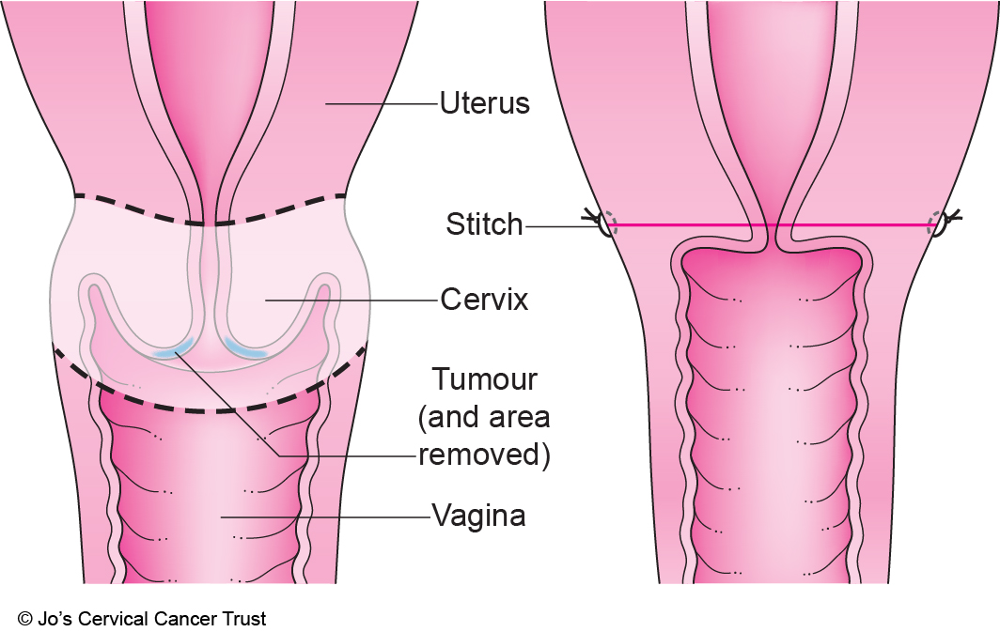 Uterus
Stitch
Cervix
Tumour
(and area
removed)
Vagina
© Jo's Cervical Cancer Trust